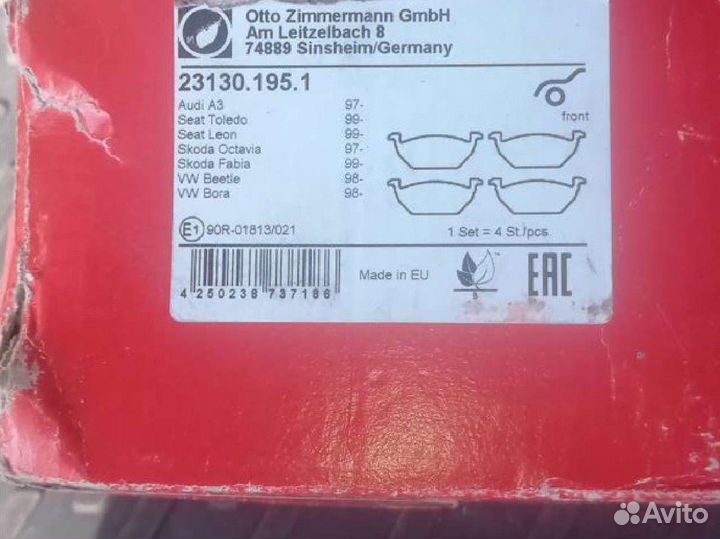 Otto Zimmermann GmbH
Am Leitzelbach 8
74889 Sinsheim/Germany
23130.195.1
Audi A3 97-
Seat Toledo 99-
Seat Leon 99-
Skoda Octavia 97-
Skoda Fabia 99-
VW Beetle 98-
VW Bora 98-
front
E1 90R-01813/021
1 Set = 4 St./pcs.
Made in EU
EAC
4 250238 737186
Avito